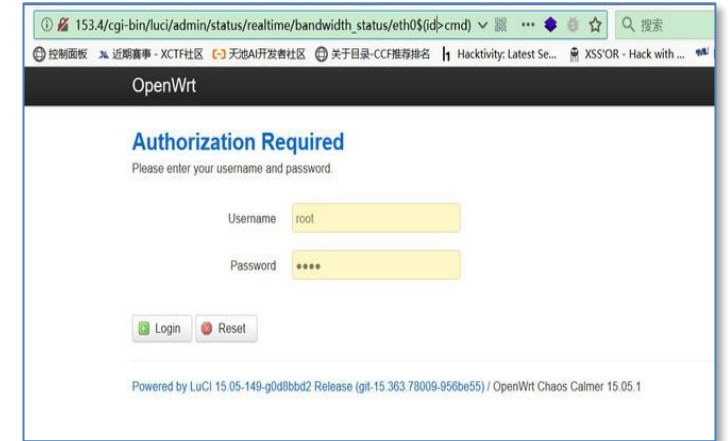 153.4/cgi-bin/luci/admin/status/realtime/bandwidth_status/eth0$(id>cmd) 搜索
控制面板 近期赛事 - XCTF社区 天池AI开发者社区 关于目录-CCF推荐排名 Hacktivity: Latest Se... XSS'OR - Hack with ...
OpenWrt
Authorization Required
Please enter your username and password.
Username root
Password ••••
Login Reset
Powered by LuCI 15.05-149-g0d8bbd2 Release (git-15.363.78009-956be55) / OpenWrt Chaos Calmer 15.05.1